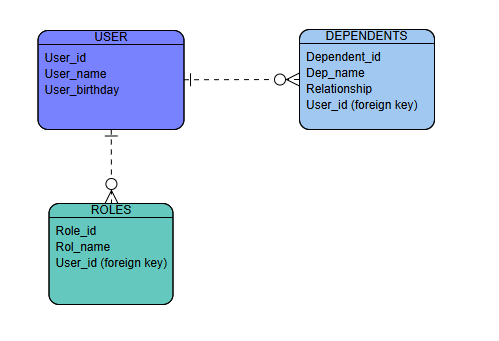 USER
User_id
User_name
User_birthday
DEPENDENTS
Dependent_id
Dep_name
Relationship
User_id (foreign key)
ROLES
Role_id
Rol_name
User_id (foreign key)